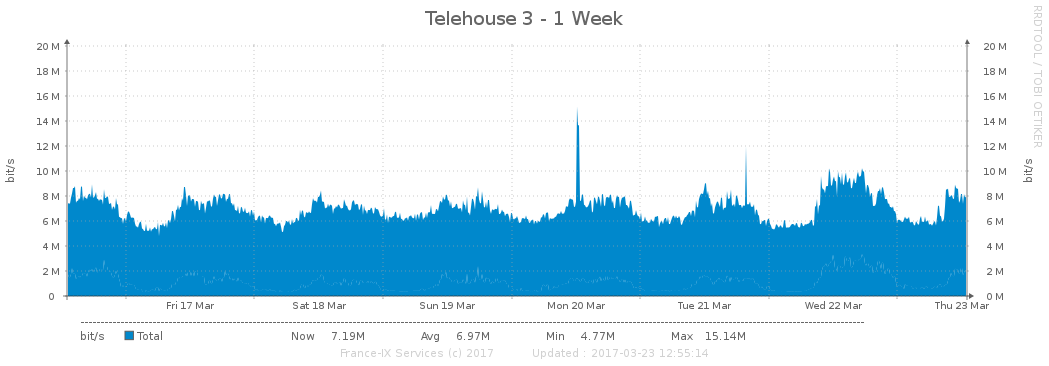 Telehouse 3 - 1 Week
RRDTOOL / TOBI OETIKER
bit/s
bit/s
20 M 20 M
18 M 18 M
16 M 16 M
14 M 14 M
12 M 12 M
10 M 10 M
8 M 8 M
6 M 6 M
4 M 4 M
2 M 2 M
0 0 M
Fri 17 Mar Sat 18 Mar Sun 19 Mar Mon 20 Mar Tue 21 Mar Wed 22 Mar Thu 23 Mar
bit/s Total Now 7.19M Avg 6.97M Min 4.77M Max 15.14M
France-IX Services (c) 2017 Updated : 2017-03-23 12:55:14